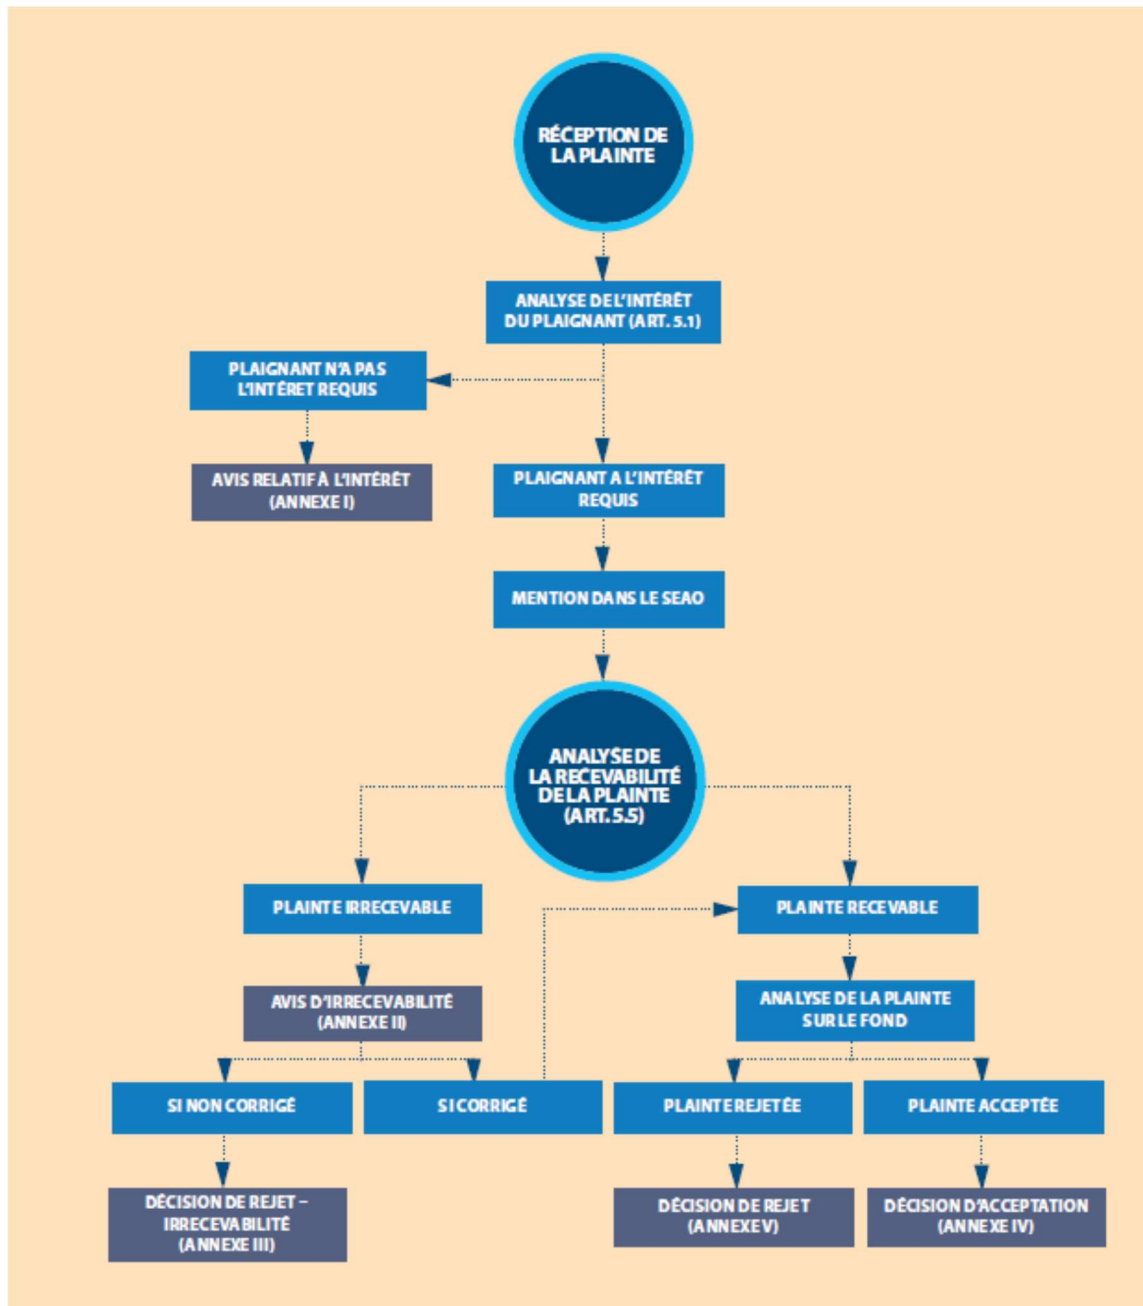 RÉCEPTION DE
LA PLAINTE
ANALYSE DE L'INTÉRÊT
DU PLAIGNANT (ART. 5.1)
PLAIGNANT N'A PAS
L'INTÉRET REQUIS
AVIS RELATIF À L'INTÉRÊT
(ANNEXE I)
PLAIGNANT A L'INTÉRÊT
REQUIS
MENTION DANS LE SEAO
ANALYSE DE
LA RECEVABILITÉ
DE LA PLAINTE
(ART. 5.5)
PLAINTE IRRECEVABLE
PLAINTE RECEVABLE
AVIS D'IRRECEVABILITÉ
(ANNEXE II)
ANALYSE DE LA PLAINTE
SUR LE FOND
SI NON CORRIGÉ
SI CORRIGÉ
PLAINTE REJETÉE
PLAINTE ACCEPTÉE
DÉCISION DE REJET –
IRRECEVABILITÉ
(ANNEXE III)
DÉCISION DE REJET
(ANNEXE V)
DÉCISION D'ACCEPTATION
(ANNEXE IV)